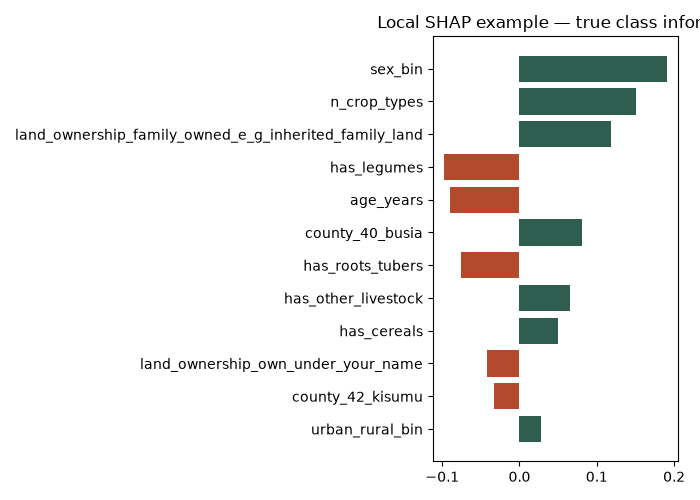 Local SHAP example — true class infor
sex_bin
n_crop_types
land_ownership_family_owned_e_g_inherited_family_land
has_legumes
age_years
county_40_busia
has_roots_tubers
has_other_livestock
has_cereals
land_ownership_own_under_your_name
county_42_kisumu
urban_rural_bin
−0.1 0.0 0.1 0.2